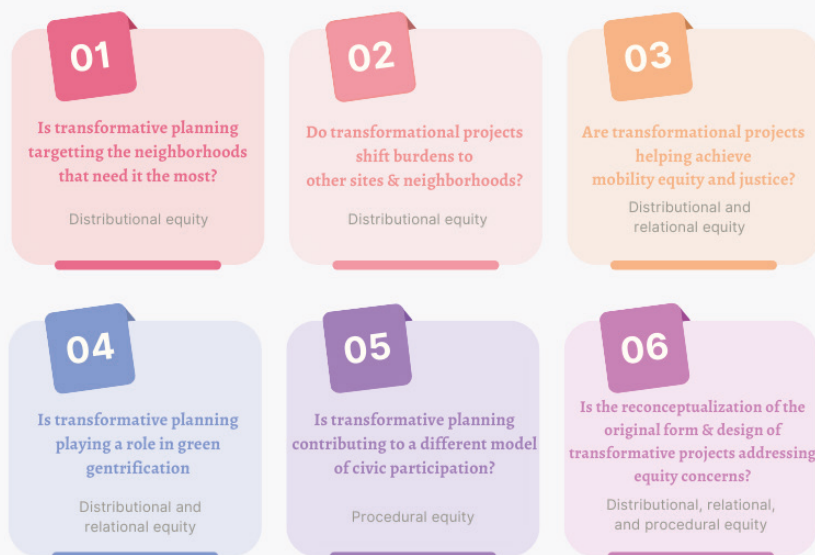 01
Is transformative planning
targetting the neighborhoods
that need it the most?
Distributional equity
02
Do transformational projects
shift burdens to
other sites & neighborhoods?
Distributional equity
03
Are transformational projects
helping achieve
mobility equity and justice?
Distributional and
relational equity
04
Is transformative planning
playing a role in green
gentrification
Distributional and
relational equity
05
Is transformative planning
contributing to a different model
of civic participation?
Procedural equity
06
Is the reconceptualization of the
original form & design of
transformative projects addressing
equity concerns?
Distributional, relational,
and procedural equity